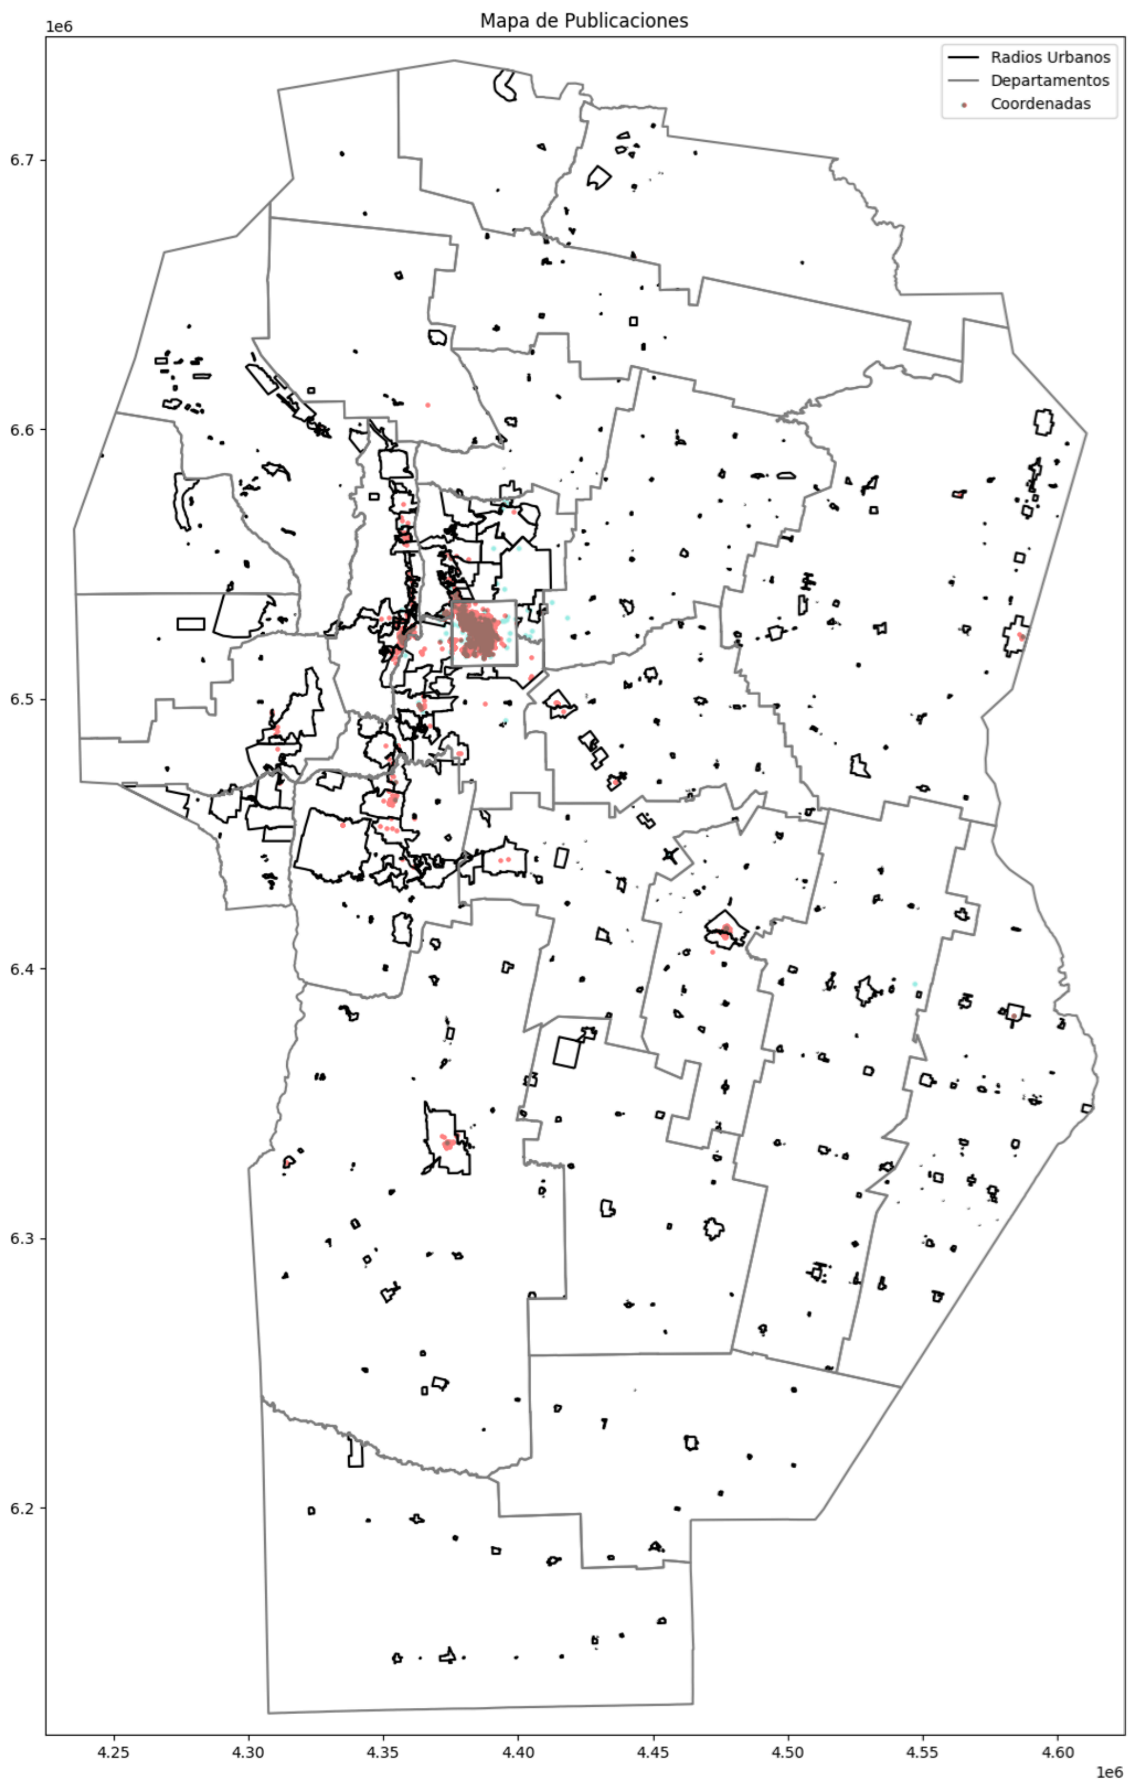 Mapa de Publicaciones
1e6
Radios Urbanos
Departamentos
Coordenadas
6.7
6.6
6.5
6.4
6.3
6.2
4.25 4.30 4.35 4.40 4.45 4.50 4.55 4.60
1e6